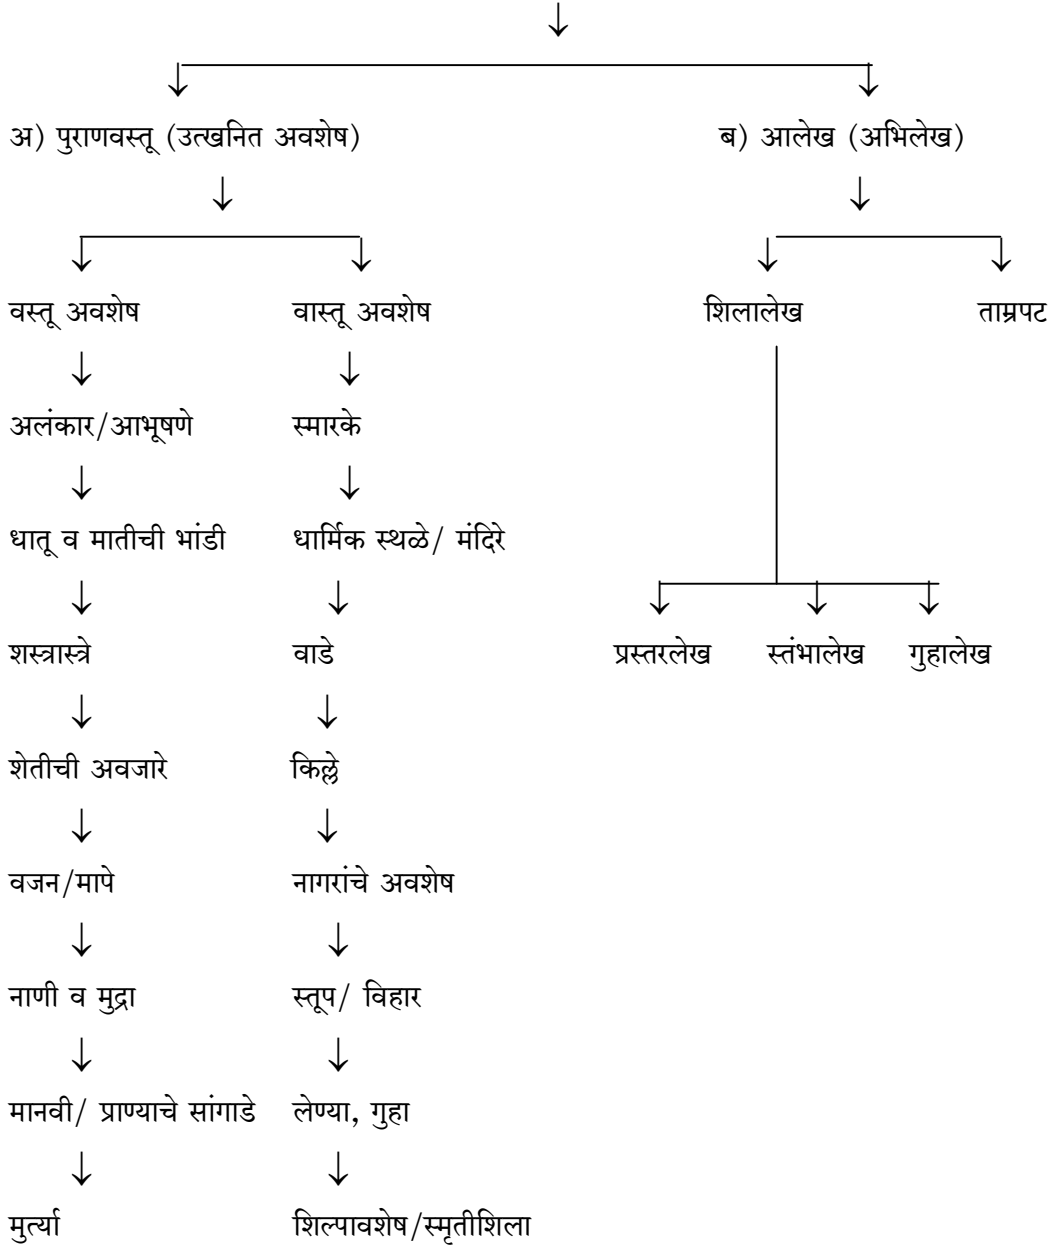 अ) पुराणवस्तू (उत्खनित अवशेष) ब) आलेख (अभिलेख)
वस्तू अवशेष वास्तू अवशेष शिलालेख ताम्रपट
अलंकार/आभूषणे स्मारके
धातू व मातीची भांडी धार्मिक स्थळे/ मंदिरे
शस्त्रास्त्रे वाडे प्रस्तरलेख स्तंभालेख गुहालेख
शेतीची अवजारे किल्ले
वजन/मापे नागरांचे अवशेष
नाणी व मुद्रा स्तूप/ विहार
मानवी/ प्राण्याचे सांगाडे लेण्या, गुहा
मुर्त्या शिल्पावशेष/स्मृतीशिला